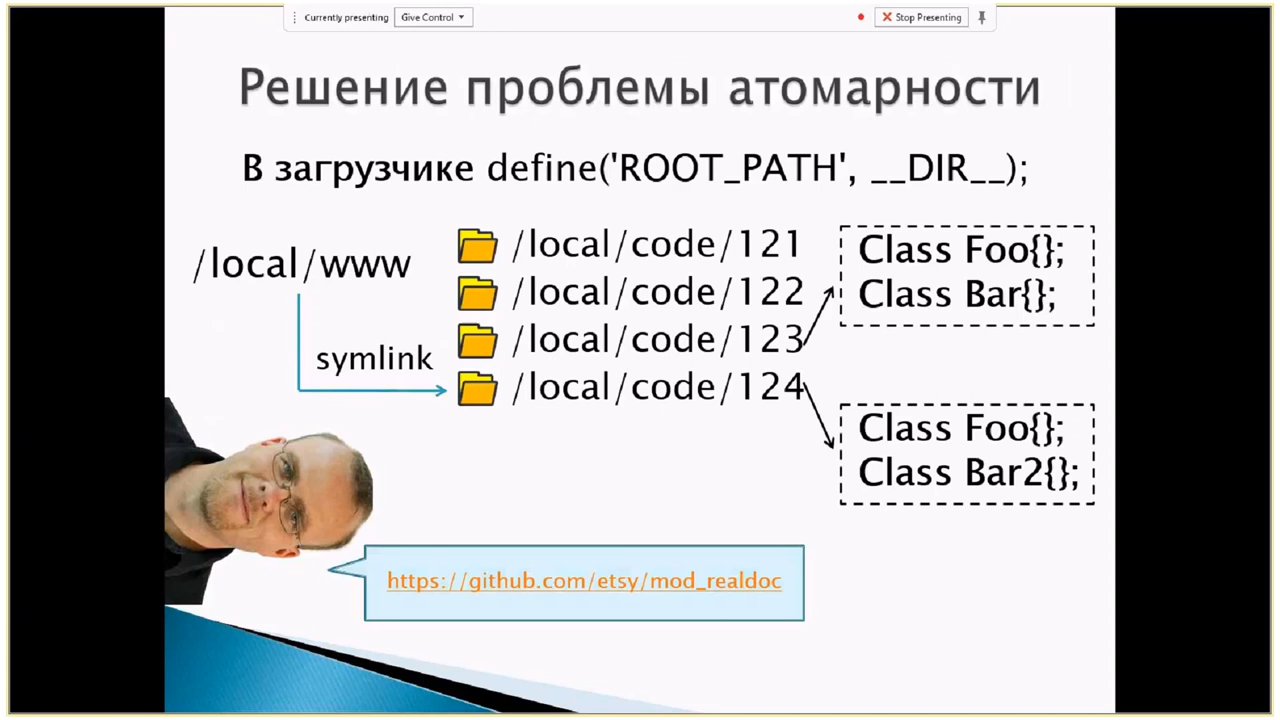 Currently presenting Give Control Stop Presenting
Решение проблемы атомарности
В загрузчике define('ROOT_PATH', __DIR__);
/local/www
symlink
/local/code/121
/local/code/122
/local/code/123
/local/code/124
Class Foo{};
Class Bar{};
Class Foo{};
Class Bar2{};
https://github.com/etsy/mod_realdoc